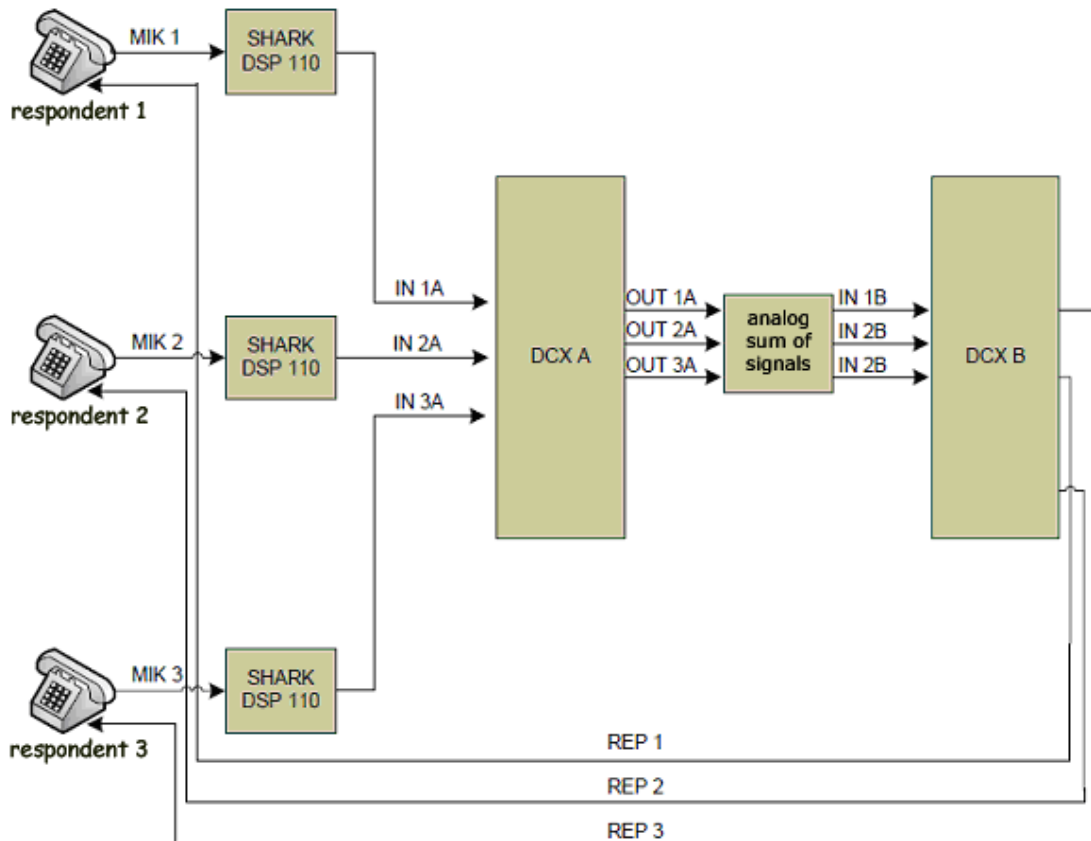 MIK 1
SHARK
DSP 110
respondent 1
IN 1A
OUT 1A
IN 1B
MIK 2
SHARK
DSP 110
IN 2A
DCX A
OUT 2A
analog
sum of
signals
IN 2B
DCX B
OUT 3A
IN 2B
respondent 2
IN 3A
MIK 3
SHARK
DSP 110
respondent 3
REP 1
REP 2
REP 3